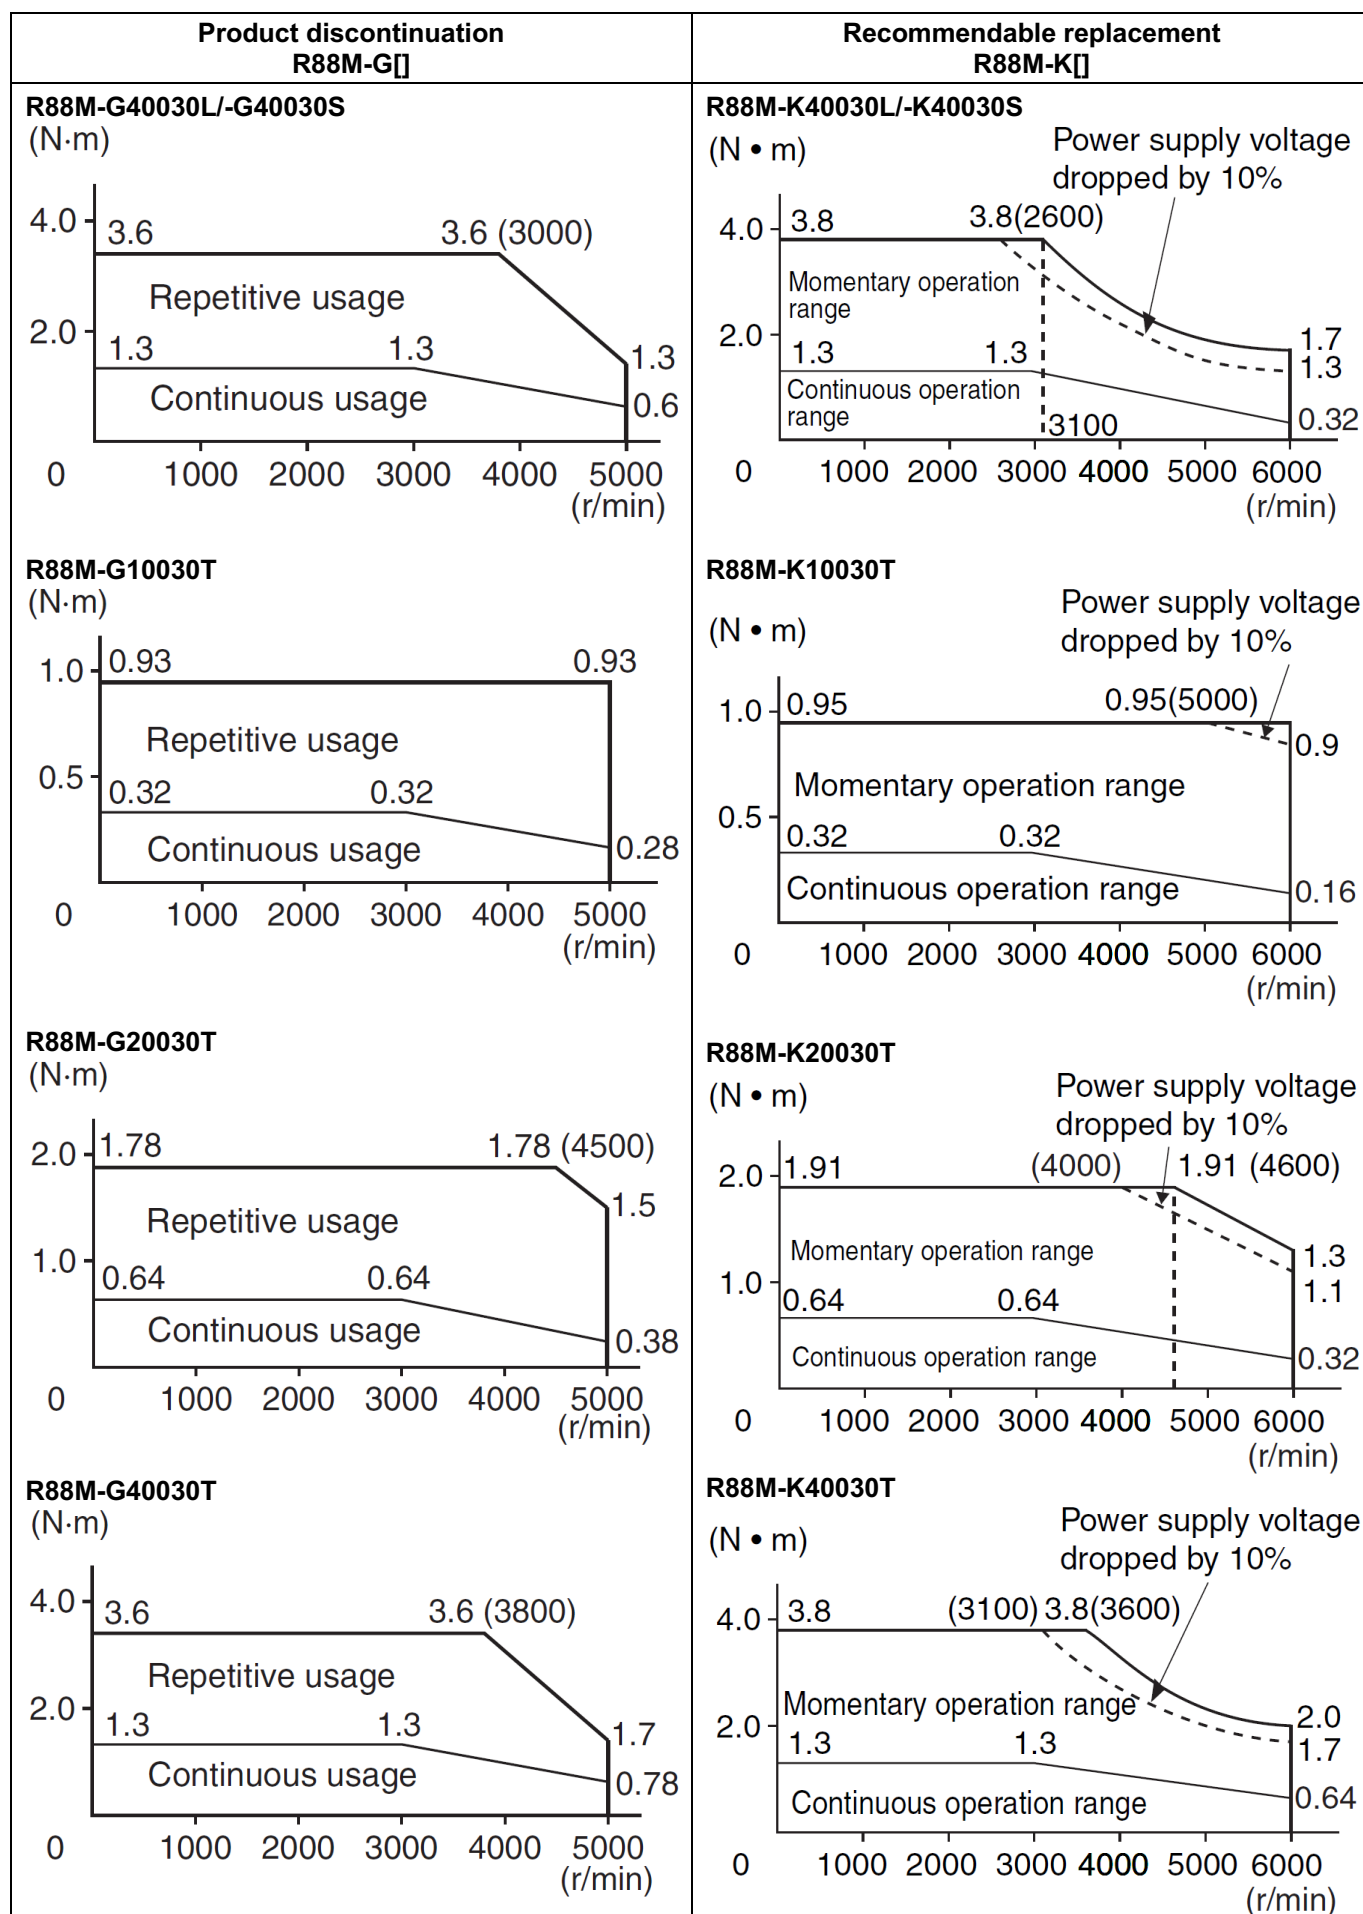 Product discontinuation
R88M-G[]
Recommendable replacement
R88M-K[]
R88M-G40030L/-G40030S
(N·m)
4.0
3.6
3.6 (3000)
Repetitive usage
2.0
1.3
1.3
1.3
Continuous usage
0.6
0
1000
2000
3000
4000
5000
(r/min)
R88M-K40030L/-K40030S
(N • m)
Power supply voltage
dropped by 10%
4.0
3.8
3.8(2600)
Momentary operation
range
2.0
1.3
1.3
1.7
1.3
Continuous operation
range
3100
0.32
0
1000
2000
3000
4000
5000
6000
(r/min)
R88M-G10030T
(N·m)
1.0
0.93
0.93
Repetitive usage
0.5
0.32
0.32
Continuous usage
0.28
0
1000
2000
3000
4000
5000
(r/min)
R88M-K10030T
(N • m)
Power supply voltage
dropped by 10%
1.0
0.95
0.95(5000)
0.9
Momentary operation range
0.5
0.32
0.32
Continuous operation range
0.16
0
1000
2000
3000
4000
5000
6000
(r/min)
R88M-G20030T
(N·m)
2.0
1.78
1.78 (4500)
1.5
Repetitive usage
1.0
0.64
0.64
Continuous usage
0.38
0
1000
2000
3000
4000
5000
(r/min)
R88M-K20030T
(N • m)
Power supply voltage
dropped by 10%
2.0
1.91
(4000)
1.91 (4600)
Momentary operation range
1.3
1.1
1.0
0.64
0.64
Continuous operation range
0.32
0
1000
2000
3000
4000
5000
6000
(r/min)
R88M-G40030T
(N·m)
4.0
3.6
3.6 (3800)
Repetitive usage
2.0
1.3
1.3
1.7
Continuous usage
0.78
0
1000
2000
3000
4000
5000
(r/min)
R88M-K40030T
(N • m)
Power supply voltage
dropped by 10%
4.0
3.8
(3100)
3.8(3600)
Momentary operation range
2.0
2.0
1.3
1.3
1.7
Continuous operation range
0.64
0
1000
2000
3000
4000
5000
6000
(r/min)